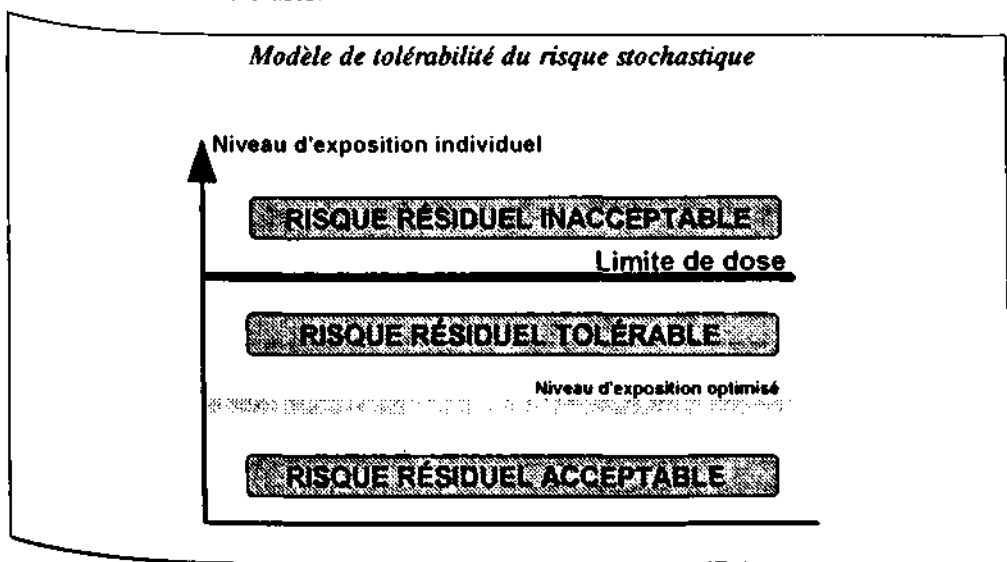 Modèle de tolérabilité du risque stochastique
Niveau d'exposition individuel
RISQUE RÉSIDUEL INACCEPTABLE
Limite de dose
RISQUE RÉSIDUEL TOLÉRABLE
Niveau d'exposition optimisé
RISQUE RÉSIDUEL ACCEPTABLE